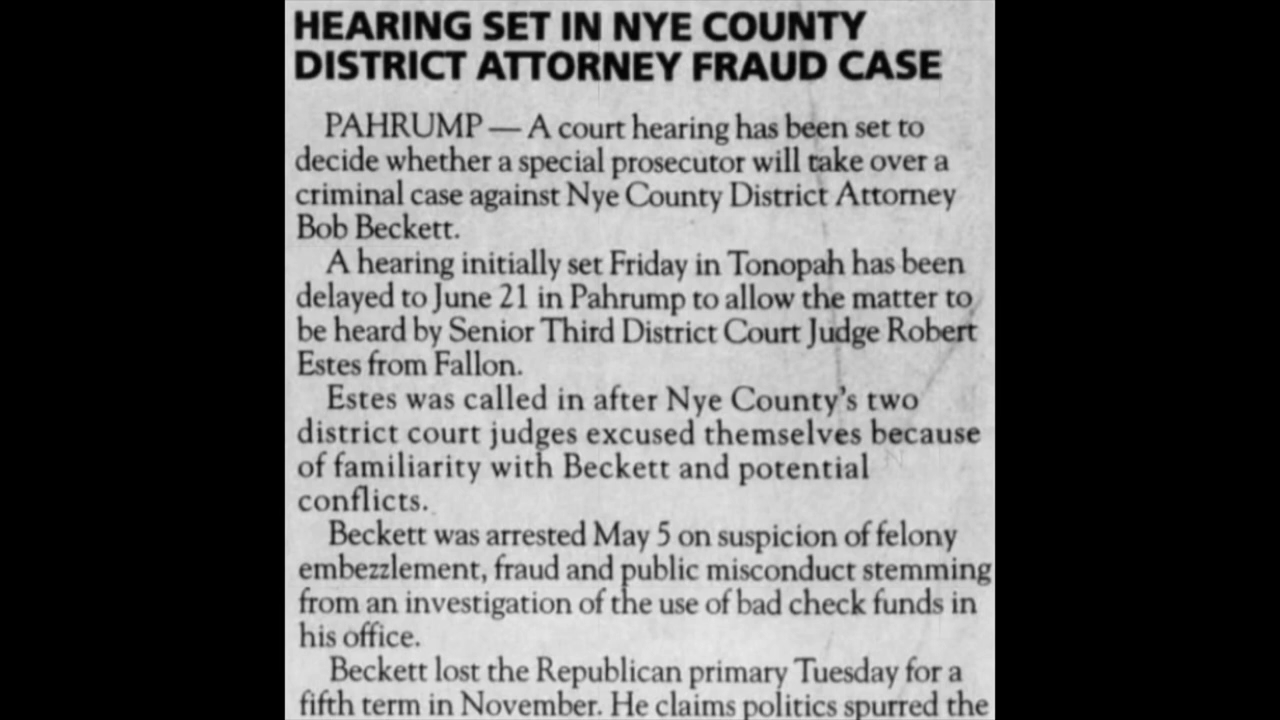 HEARING SET IN NYE COUNTY
DISTRICT ATTORNEY FRAUD CASE
PAHRUMP — A court hearing has been set to
decide whether a special prosecutor will take over a
criminal case against Nye County District Attorney
Bob Beckett.
A hearing initially set Friday in Tonopah has been
delayed to June 21 in Pahrump to allow the matter to
be heard by Senior Third District Court Judge Robert
Estes from Fallon.
Estes was called in after Nye County's two
district court judges excused themselves because
of familiarity with Beckett and potential
conflicts.
Beckett was arrested May 5 on suspicion of felony
embezzlement, fraud and public misconduct stemming
from an investigation of the use of bad check funds in
his office.
Beckett lost the Republican primary Tuesday for a
fifth term in November. He claims politics spurred the